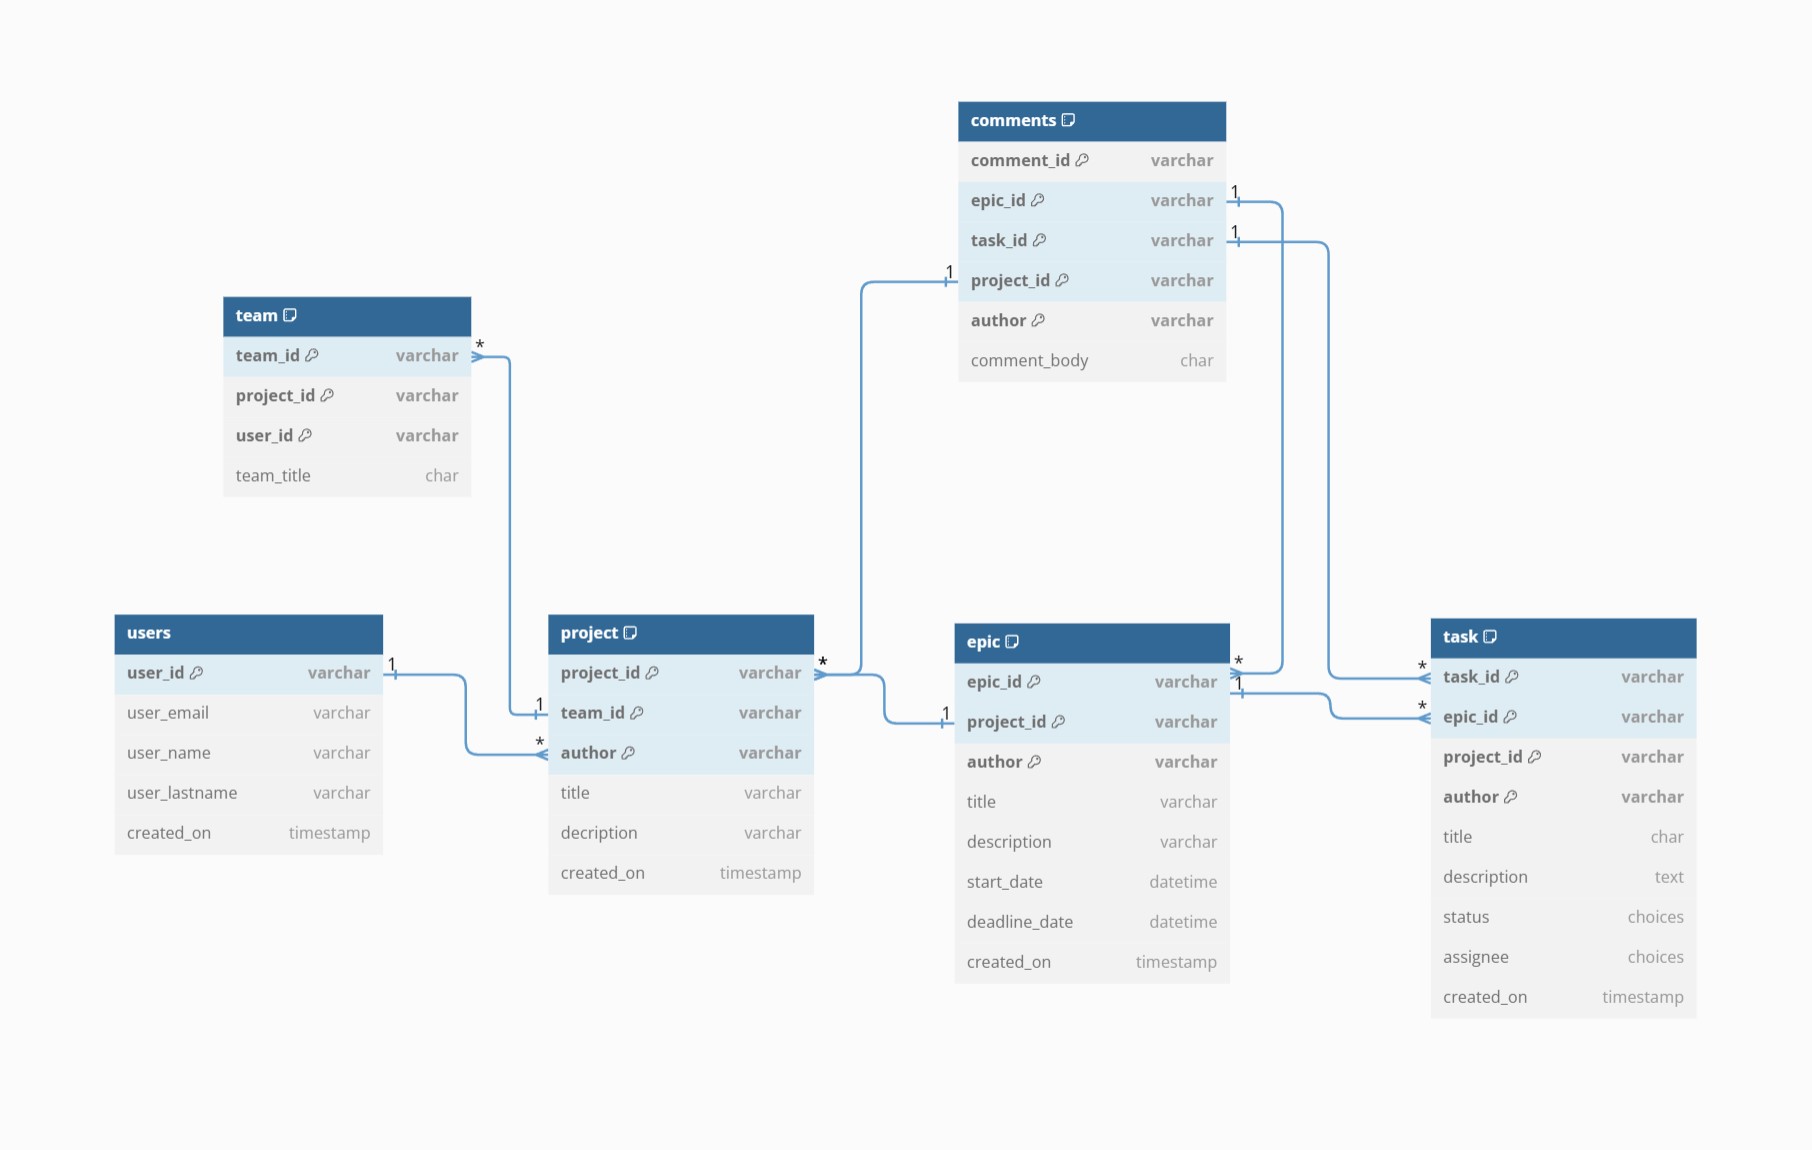 comments
comment_id varchar
epic_id varchar
task_id varchar
project_id varchar
author varchar
comment_body char
1
1
1
team
team_id varchar
project_id varchar
user_id varchar
team_title char
*
users
user_id varchar
user_email varchar
user_name varchar
user_lastname varchar
created_on timestamp
1
1
*
project
project_id varchar
team_id varchar
author varchar
title varchar
decription varchar
created_on timestamp
*
1
epic
epic_id varchar
project_id varchar
author varchar
title varchar
description varchar
start_date datetime
deadline_date datetime
created_on timestamp
*
1
*
*
task
task_id varchar
epic_id varchar
project_id varchar
author varchar
title char
description text
status choices
assignee choices
created_on timestamp